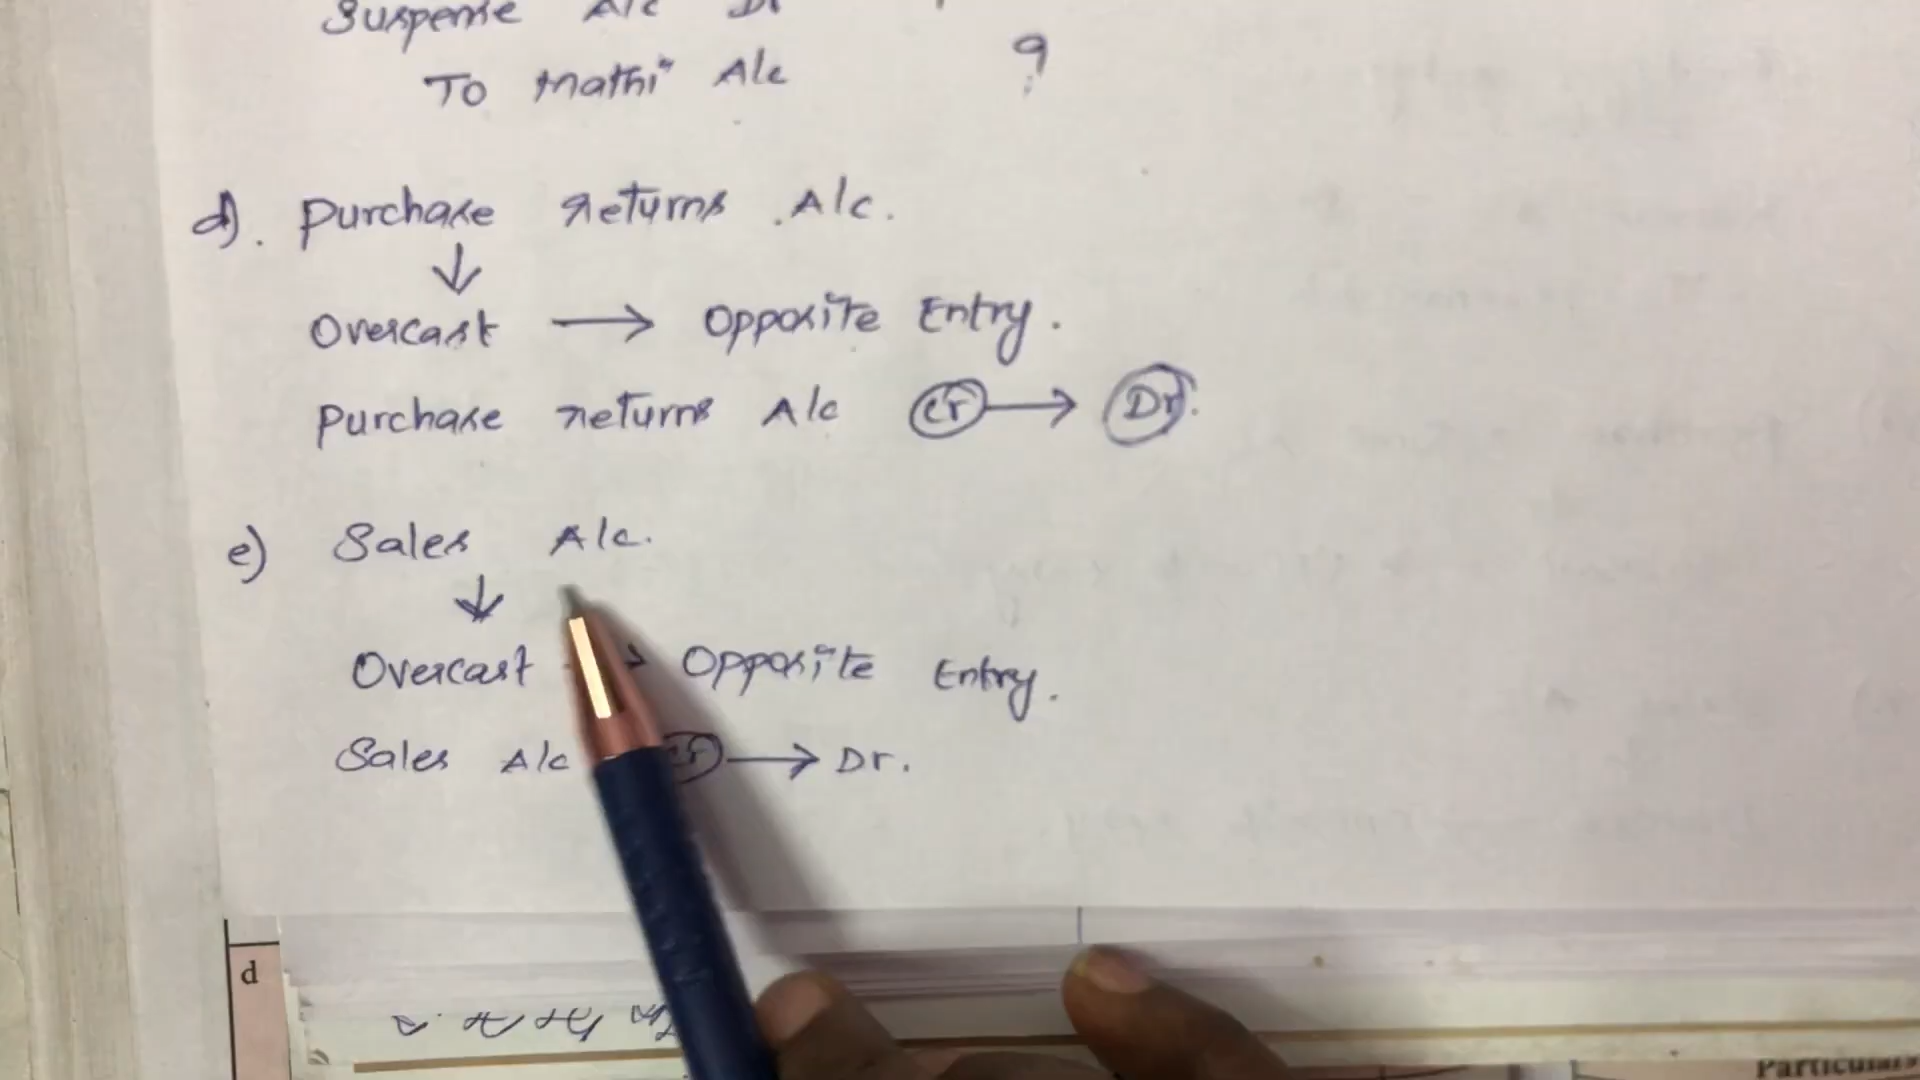 Suspense A/c Dr
To Mathi A/c ?
d). Purchase returns A/c.
↓
Overcast → Opposite Entry.
Purchase returns A/c Cr → Dr.
e) Sales A/c.
↓
Overcast → Opposite Entry.
Sales A/c Cr → Dr.
d
Particulars